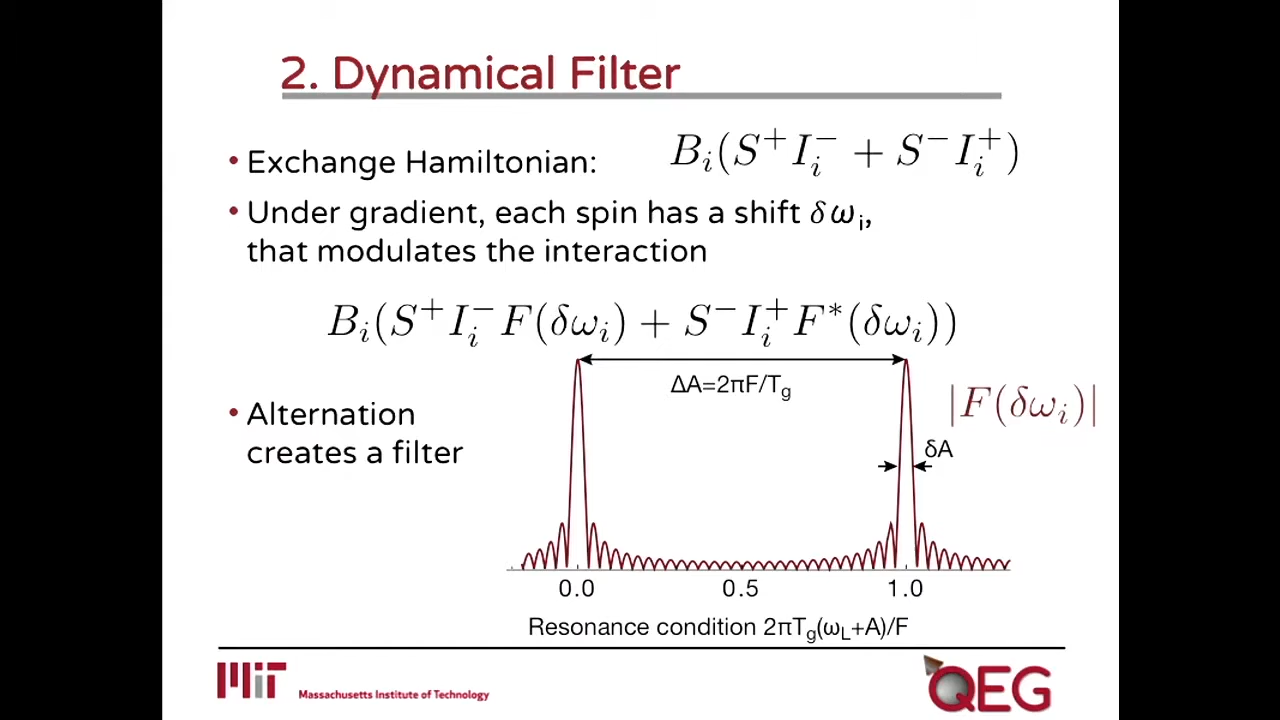 2. Dynamical Filter
• Exchange Hamiltonian: B_i(S^+I_i^- + S^-I_i^+)
• Under gradient, each spin has a shift δω_i,
that modulates the interaction
B_i(S^+I_i^-F(δω_i) + S^-I_i^+F^*(δω_i))
ΔA=2πF/T_g
|F(δω_i)|
• Alternation
creates a filter
δA
0.0 0.5 1.0
Resonance condition 2πT_g(ω_L+A)/F
MIT Massachusetts Institute of Technology
QEG